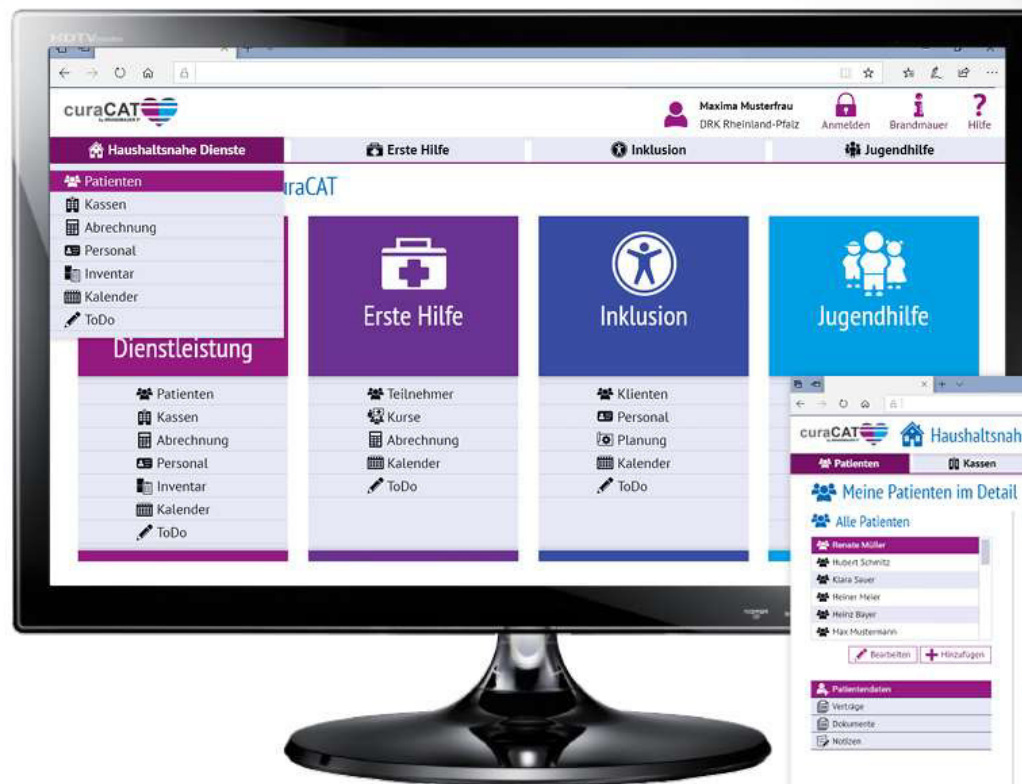 HDTV
curaCAT
Maxima Musterfrau
DRK Rheinland-Pfalz
Anmelden
Brandmauer
Hilfe
Haushaltsnahe Dienste
Erste Hilfe
Inklusion
Jugendhilfe
Patienten
Kassen
Abrechnung
Personal
Inventar
Kalender
ToDo
uraCAT
Dienstleistung
Erste Hilfe
Inklusion
Jugendhilfe
Patienten
Kassen
Abrechnung
Personal
Inventar
Kalender
ToDo
Teilnehmer
Kurse
Abrechnung
Kalender
ToDo
Klienten
Personal
Planung
Kalender
ToDo
curaCAT
Haushaltsnah
Patienten
Kassen
Meine Patienten im Detail
Alle Patienten
Renate Müller
Hubert Schmitz
Klara Sauer
Heiner Meier
Heinz Bayer
Max Mustermann
Bearbeiten
Hinzufügen
Patientendaten
Verträge
Dokumente
Notizen